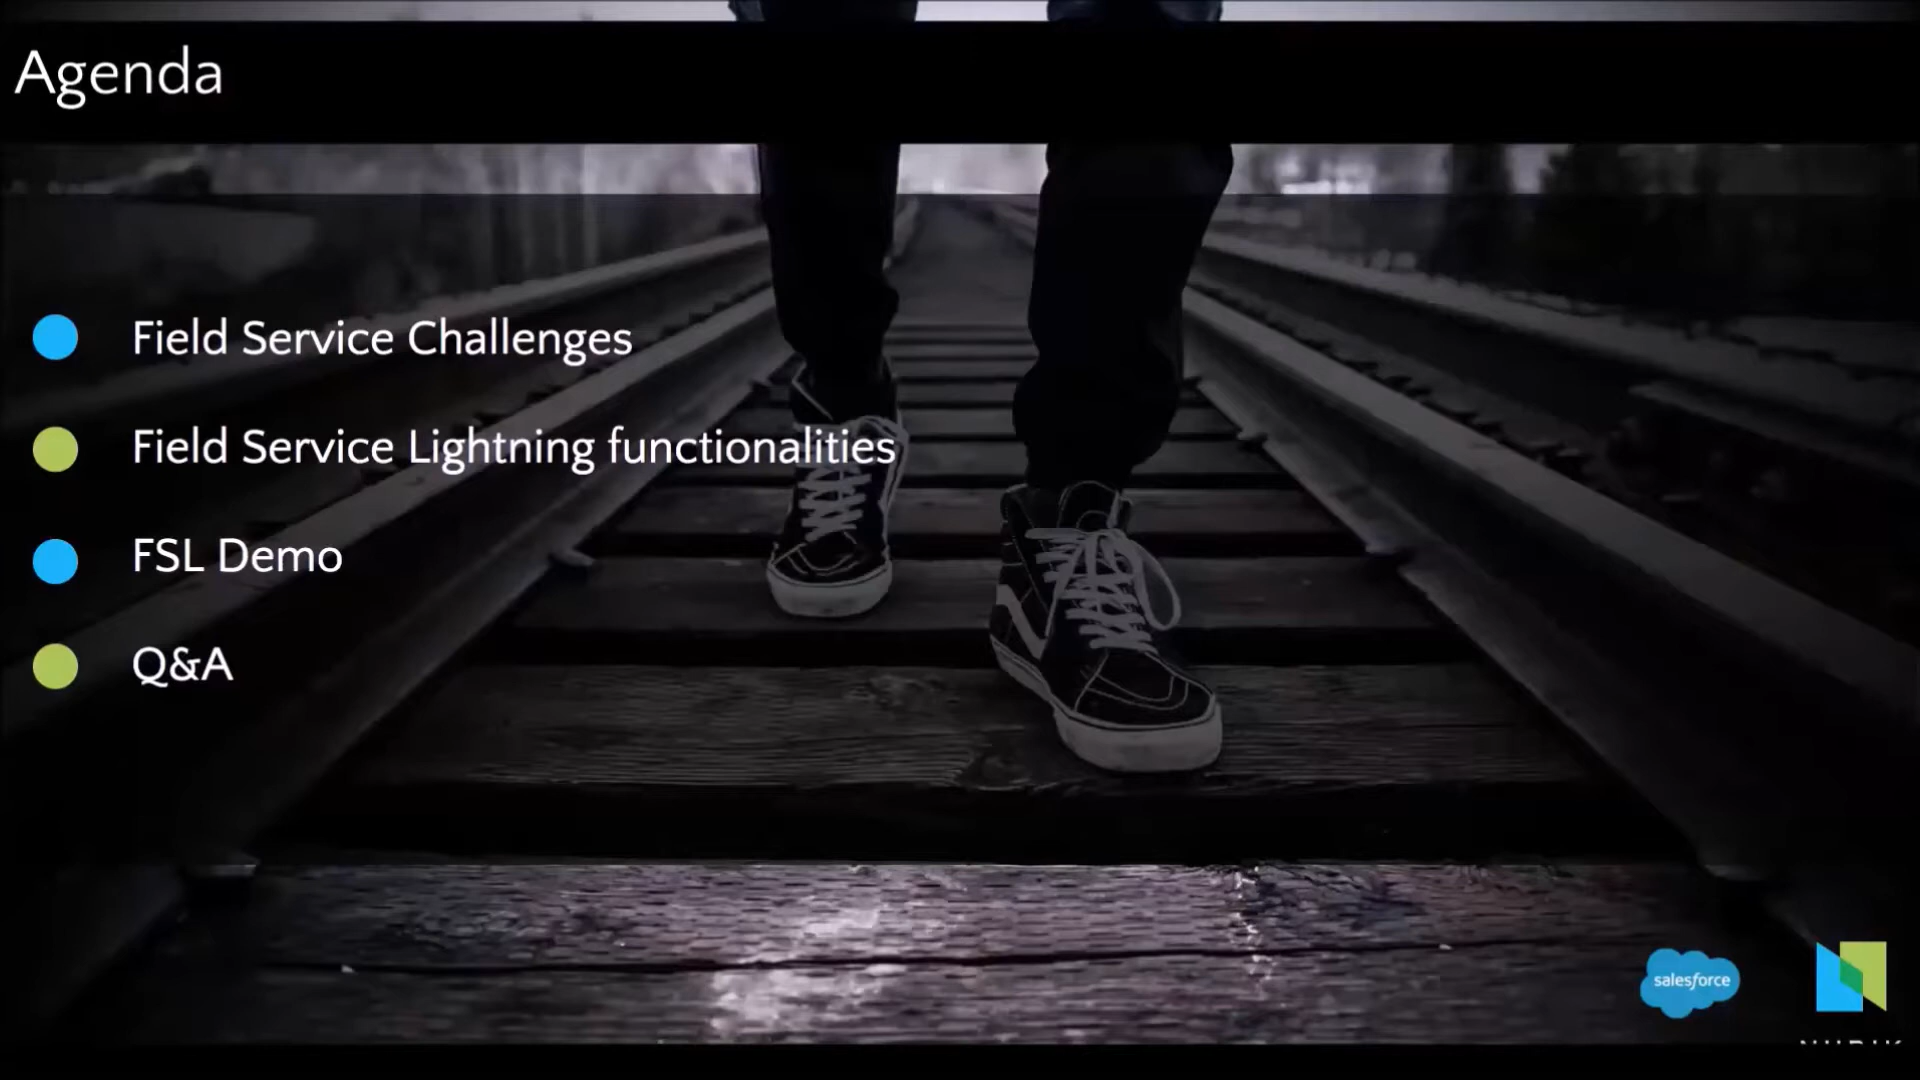 Agenda
Field Service Challenges
Field Service Lightning functionalities
FSL Demo
Q&A
salesforce